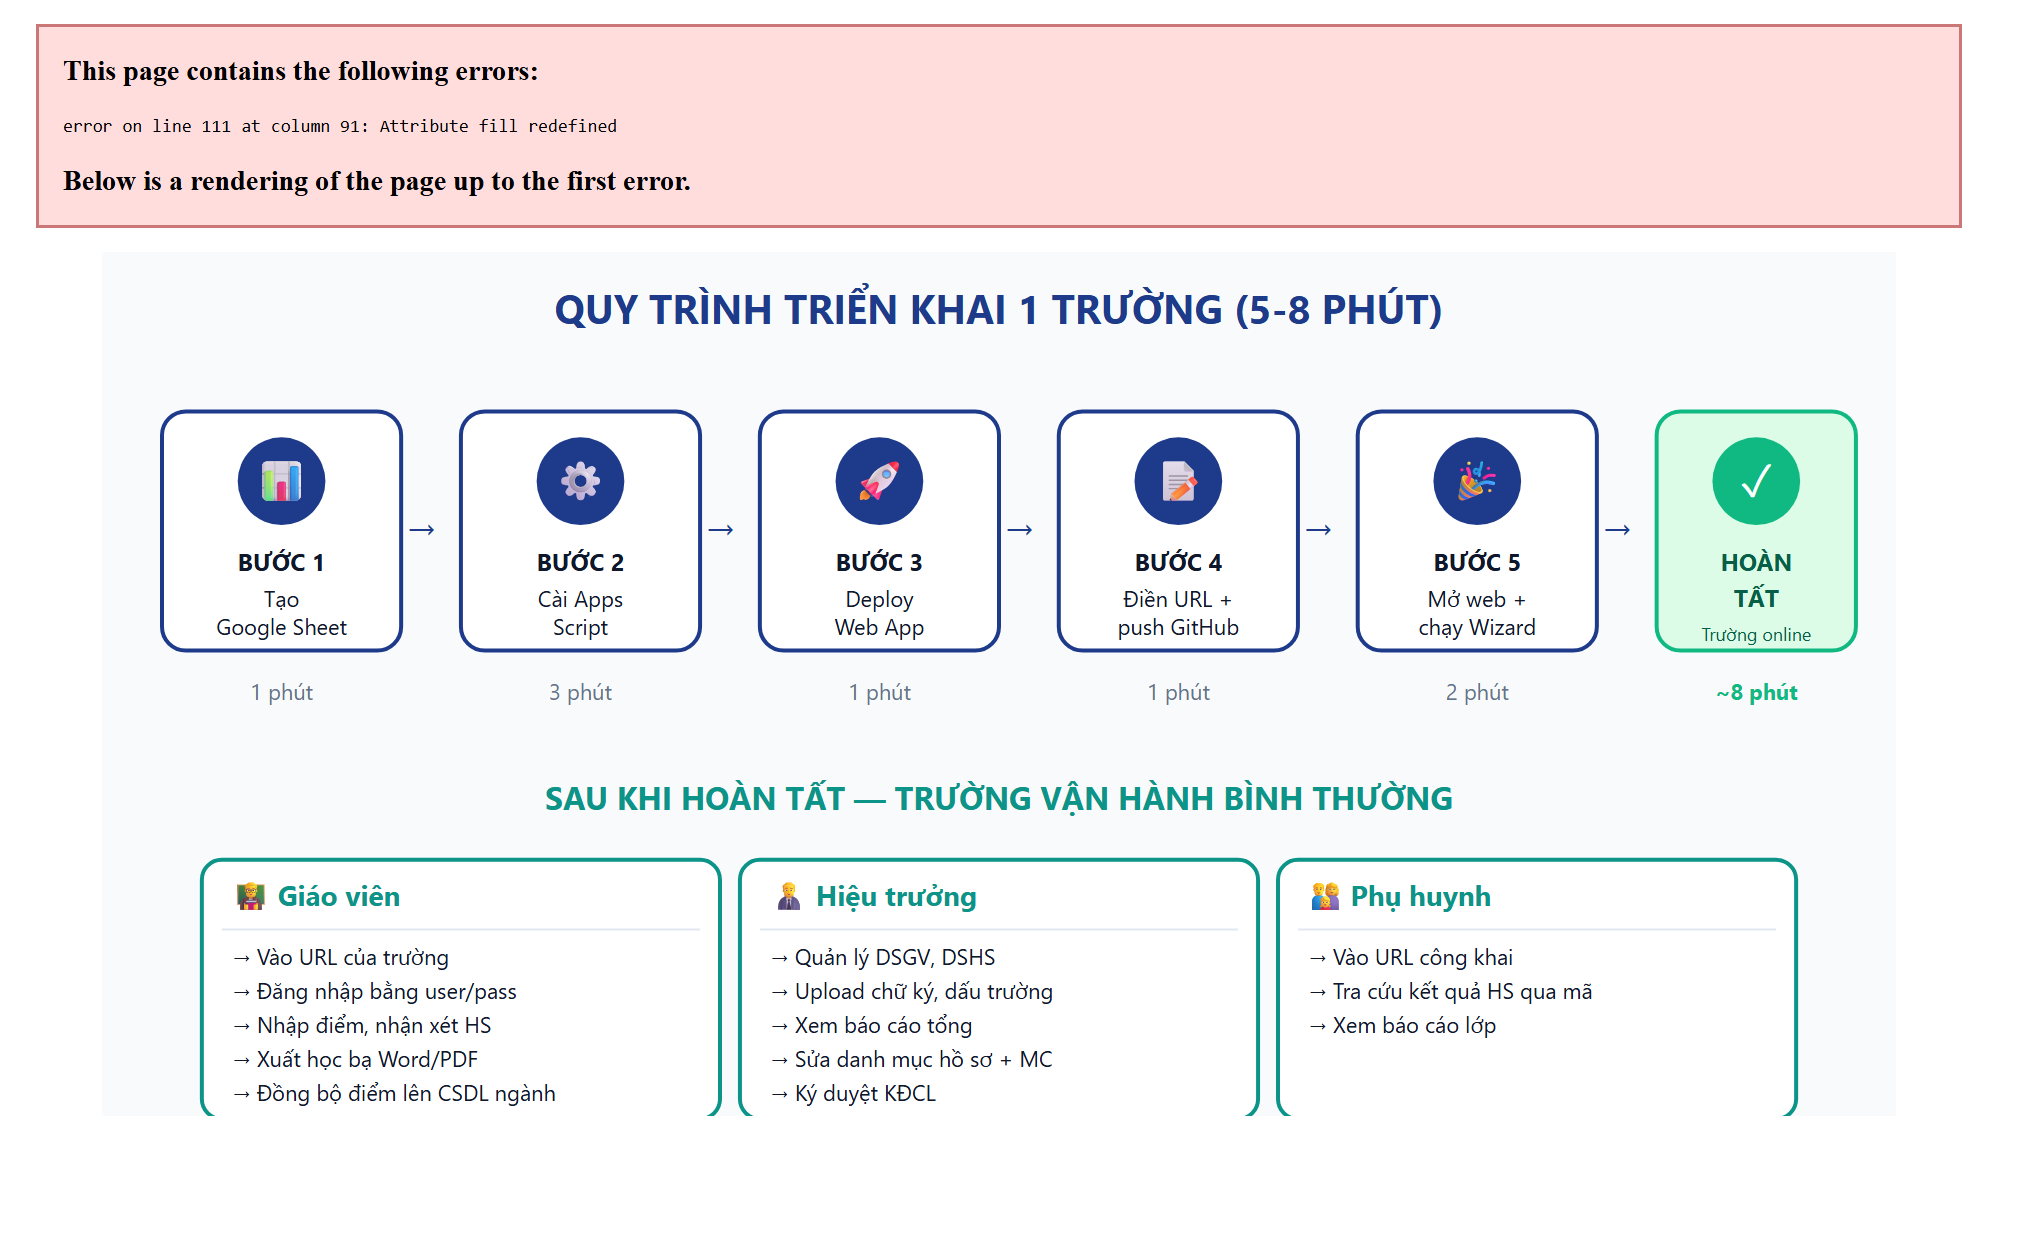 This page contains the following errors:
error on line 111 at column 91: Attribute fill redefined
Below is a rendering of the page up to the first error.
QUY TRÌNH TRIỂN KHAI 1 TRƯỜNG (5-8 PHÚT)
BƯỚC 1
Tạo
Google Sheet
1 phút
→
BƯỚC 2
Cài Apps
Script
3 phút
→
BƯỚC 3
Deploy
Web App
1 phút
→
BƯỚC 4
Điền URL +
push GitHub
1 phút
→
BƯỚC 5
Mở web +
chạy Wizard
2 phút
→
✓
HOÀN
TẤT
Trường online
~8 phút
SAU KHI HOÀN TẤT — TRƯỜNG VẬN HÀNH BÌNH THƯỜNG
Giáo viên
→ Vào URL của trường
→ Đăng nhập bằng user/pass
→ Nhập điểm, nhận xét HS
→ Xuất học bạ Word/PDF
→ Đồng bộ điểm lên CSDL ngành
Hiệu trưởng
→ Quản lý DSGV, DSHS
→ Upload chữ ký, dấu trường
→ Xem báo cáo tổng
→ Sửa danh mục hồ sơ + MC
→ Ký duyệt KĐCL
Phụ huynh
→ Vào URL công khai
→ Tra cứu kết quả HS qua mã
→ Xem báo cáo lớp